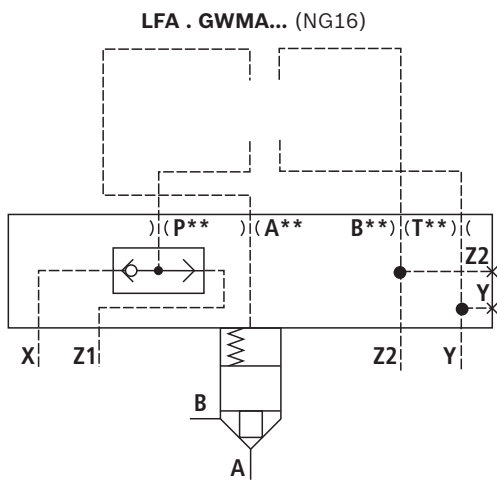 LFA . GWMA... (NG16)
P** A** B** T**
Z2
Y
X Z1 Z2 Y
B
A